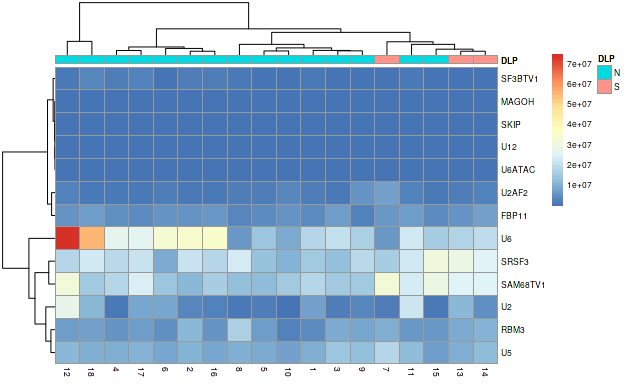 DLP
SF3BTV1
MAGOH
SKIP
U12
U6ATAC
U2AF2
FBP11
U6
SRSF3
SAM68TV1
U2
RBM3
U5
12 18 4 17 6 2 16 8 5 10 1 3 9 7 11 15 13 14
7e+07
6e+07
5e+07
4e+07
3e+07
2e+07
1e+07
DLP
N
S